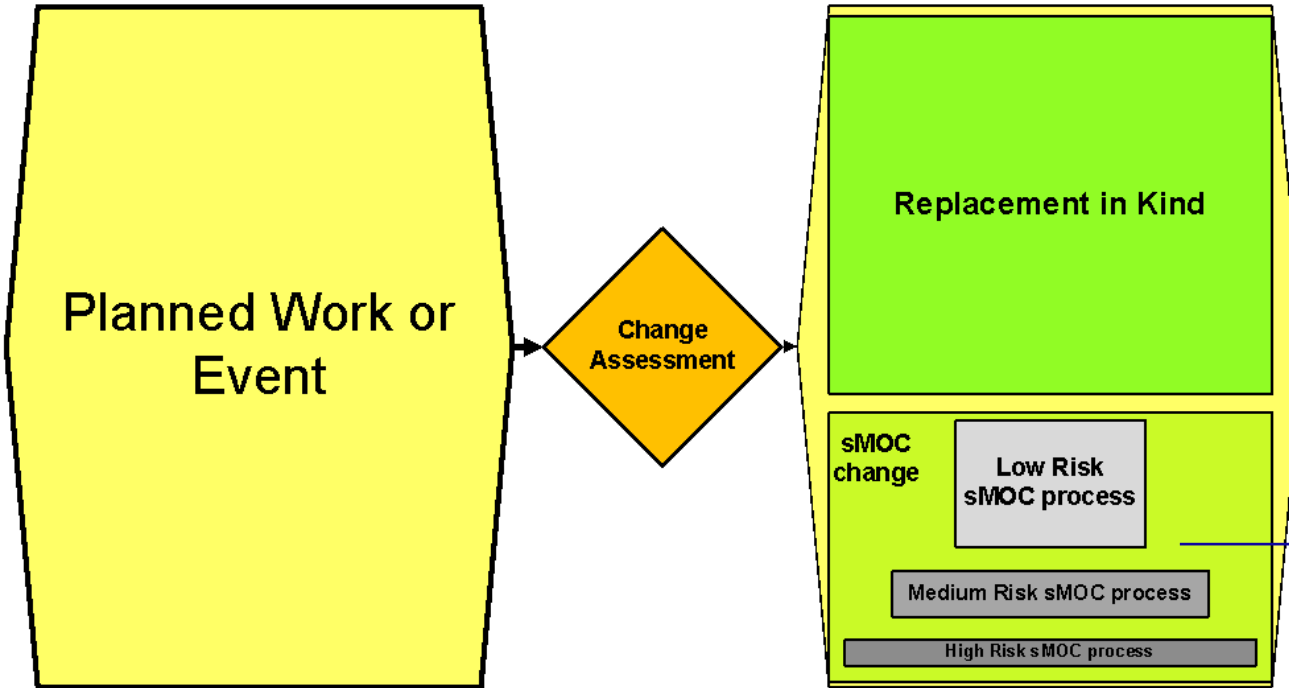 Planned Work or
Event
Change
Assessment
Replacement in Kind
sMOC
change
Low Risk
sMOC process
Medium Risk sMOC process
High Risk sMOC process